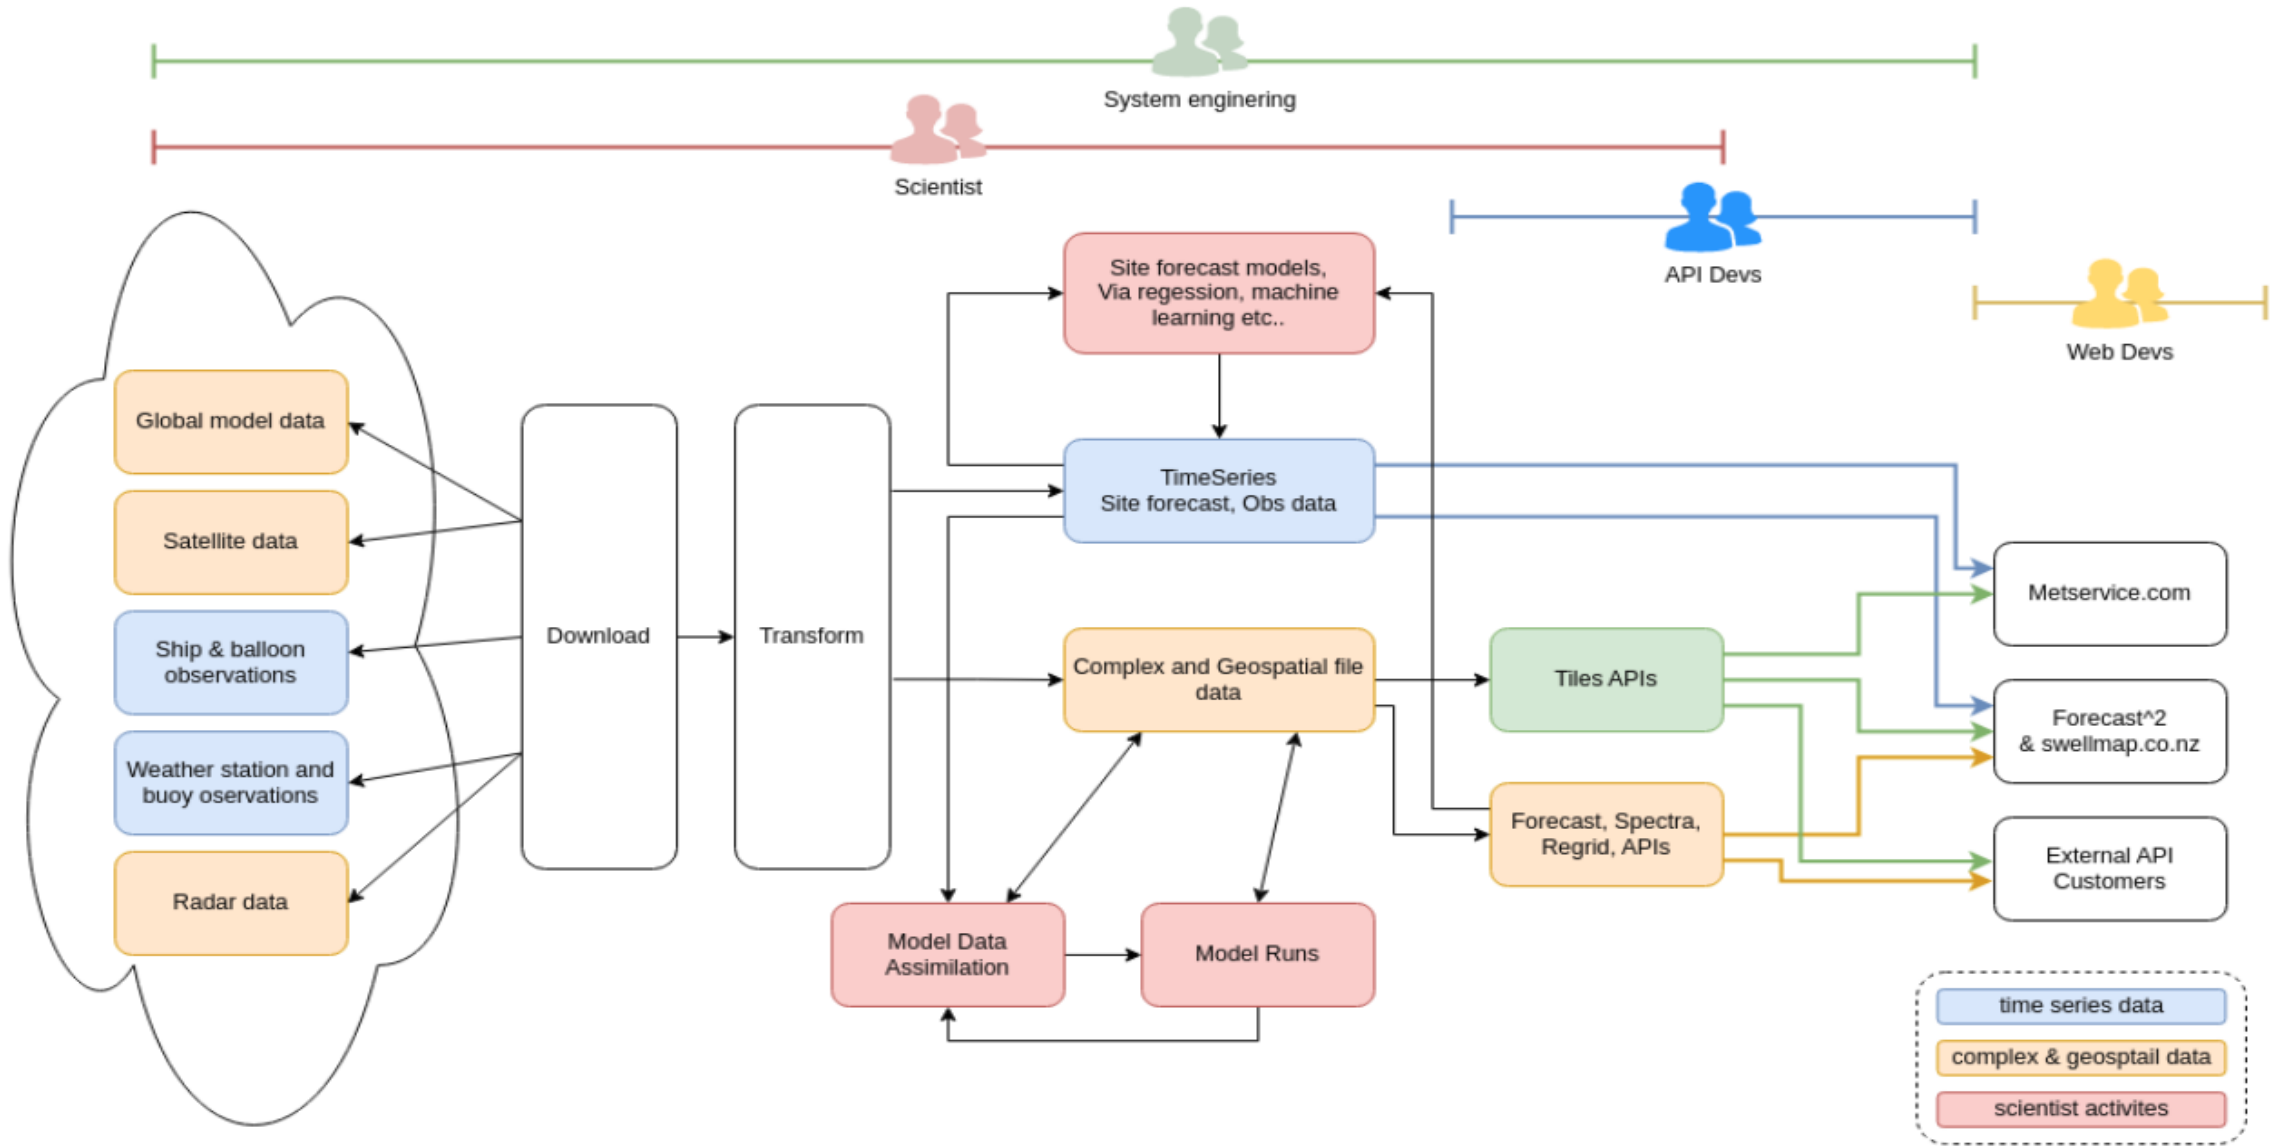 System enginering
Scientist
API Devs
Web Devs
Site forecast models,
Via regression, machine
learning etc..
Global model data
Satellite data
Ship & balloon
observations
Weather station and
buoy oservations
Radar data
Download
Transform
TimeSeries
Site forecast, Obs data
Complex and Geospatial file
data
Model Data
Assimilation
Model Runs
Tiles APIs
Forecast, Spectra,
Regrid, APIs
Metservice.com
Forecast^2
& swellmap.co.nz
External API
Customers
time series data
complex & geosptail data
scientist activites